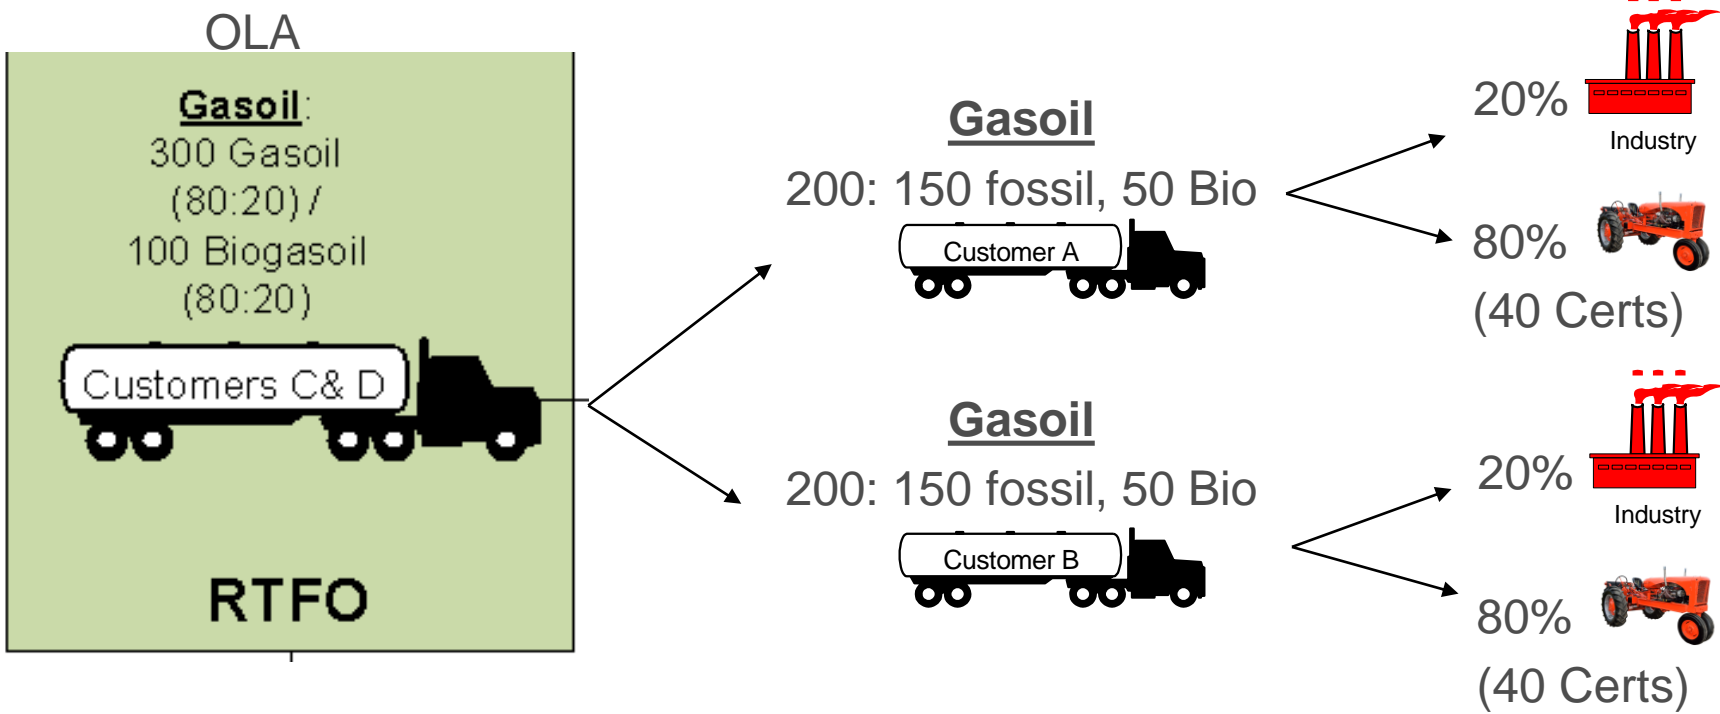 OLA
Gasoil:
300 Gasoil
(80:20) /
100 Biogasoil
(80:20)
Customers C& D
RTFO
Gasoil
200: 150 fossil, 50 Bio
Customer A
20%
Industry
80%
(40 Certs)
Gasoil
200: 150 fossil, 50 Bio
Customer B
20%
Industry
80%
(40 Certs)